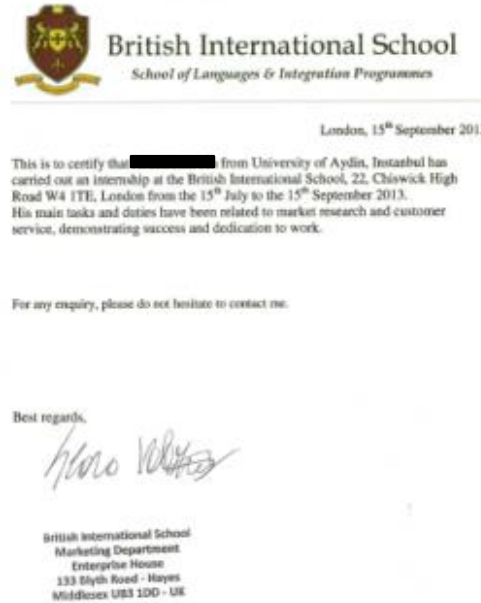 British International School
School of Languages & Integration Programmes
London, 15th September 201
This is to certify that from University of Aydin, Instanbul has
carried out an internship at the British International School, 22, Chiswick High
Road W4 1TE, London from the 15th July to the 15th September 2013.
His main tasks and duties have been related to market research and customer
service, demonstrating success and dedication to work.
For any enquiry, please do not hesitate to contact me.
Best regards,
British International School
Marketing Department
Enterprise House
133 Blyth Road - Hayes
Middlesex UB3 1DD - UK